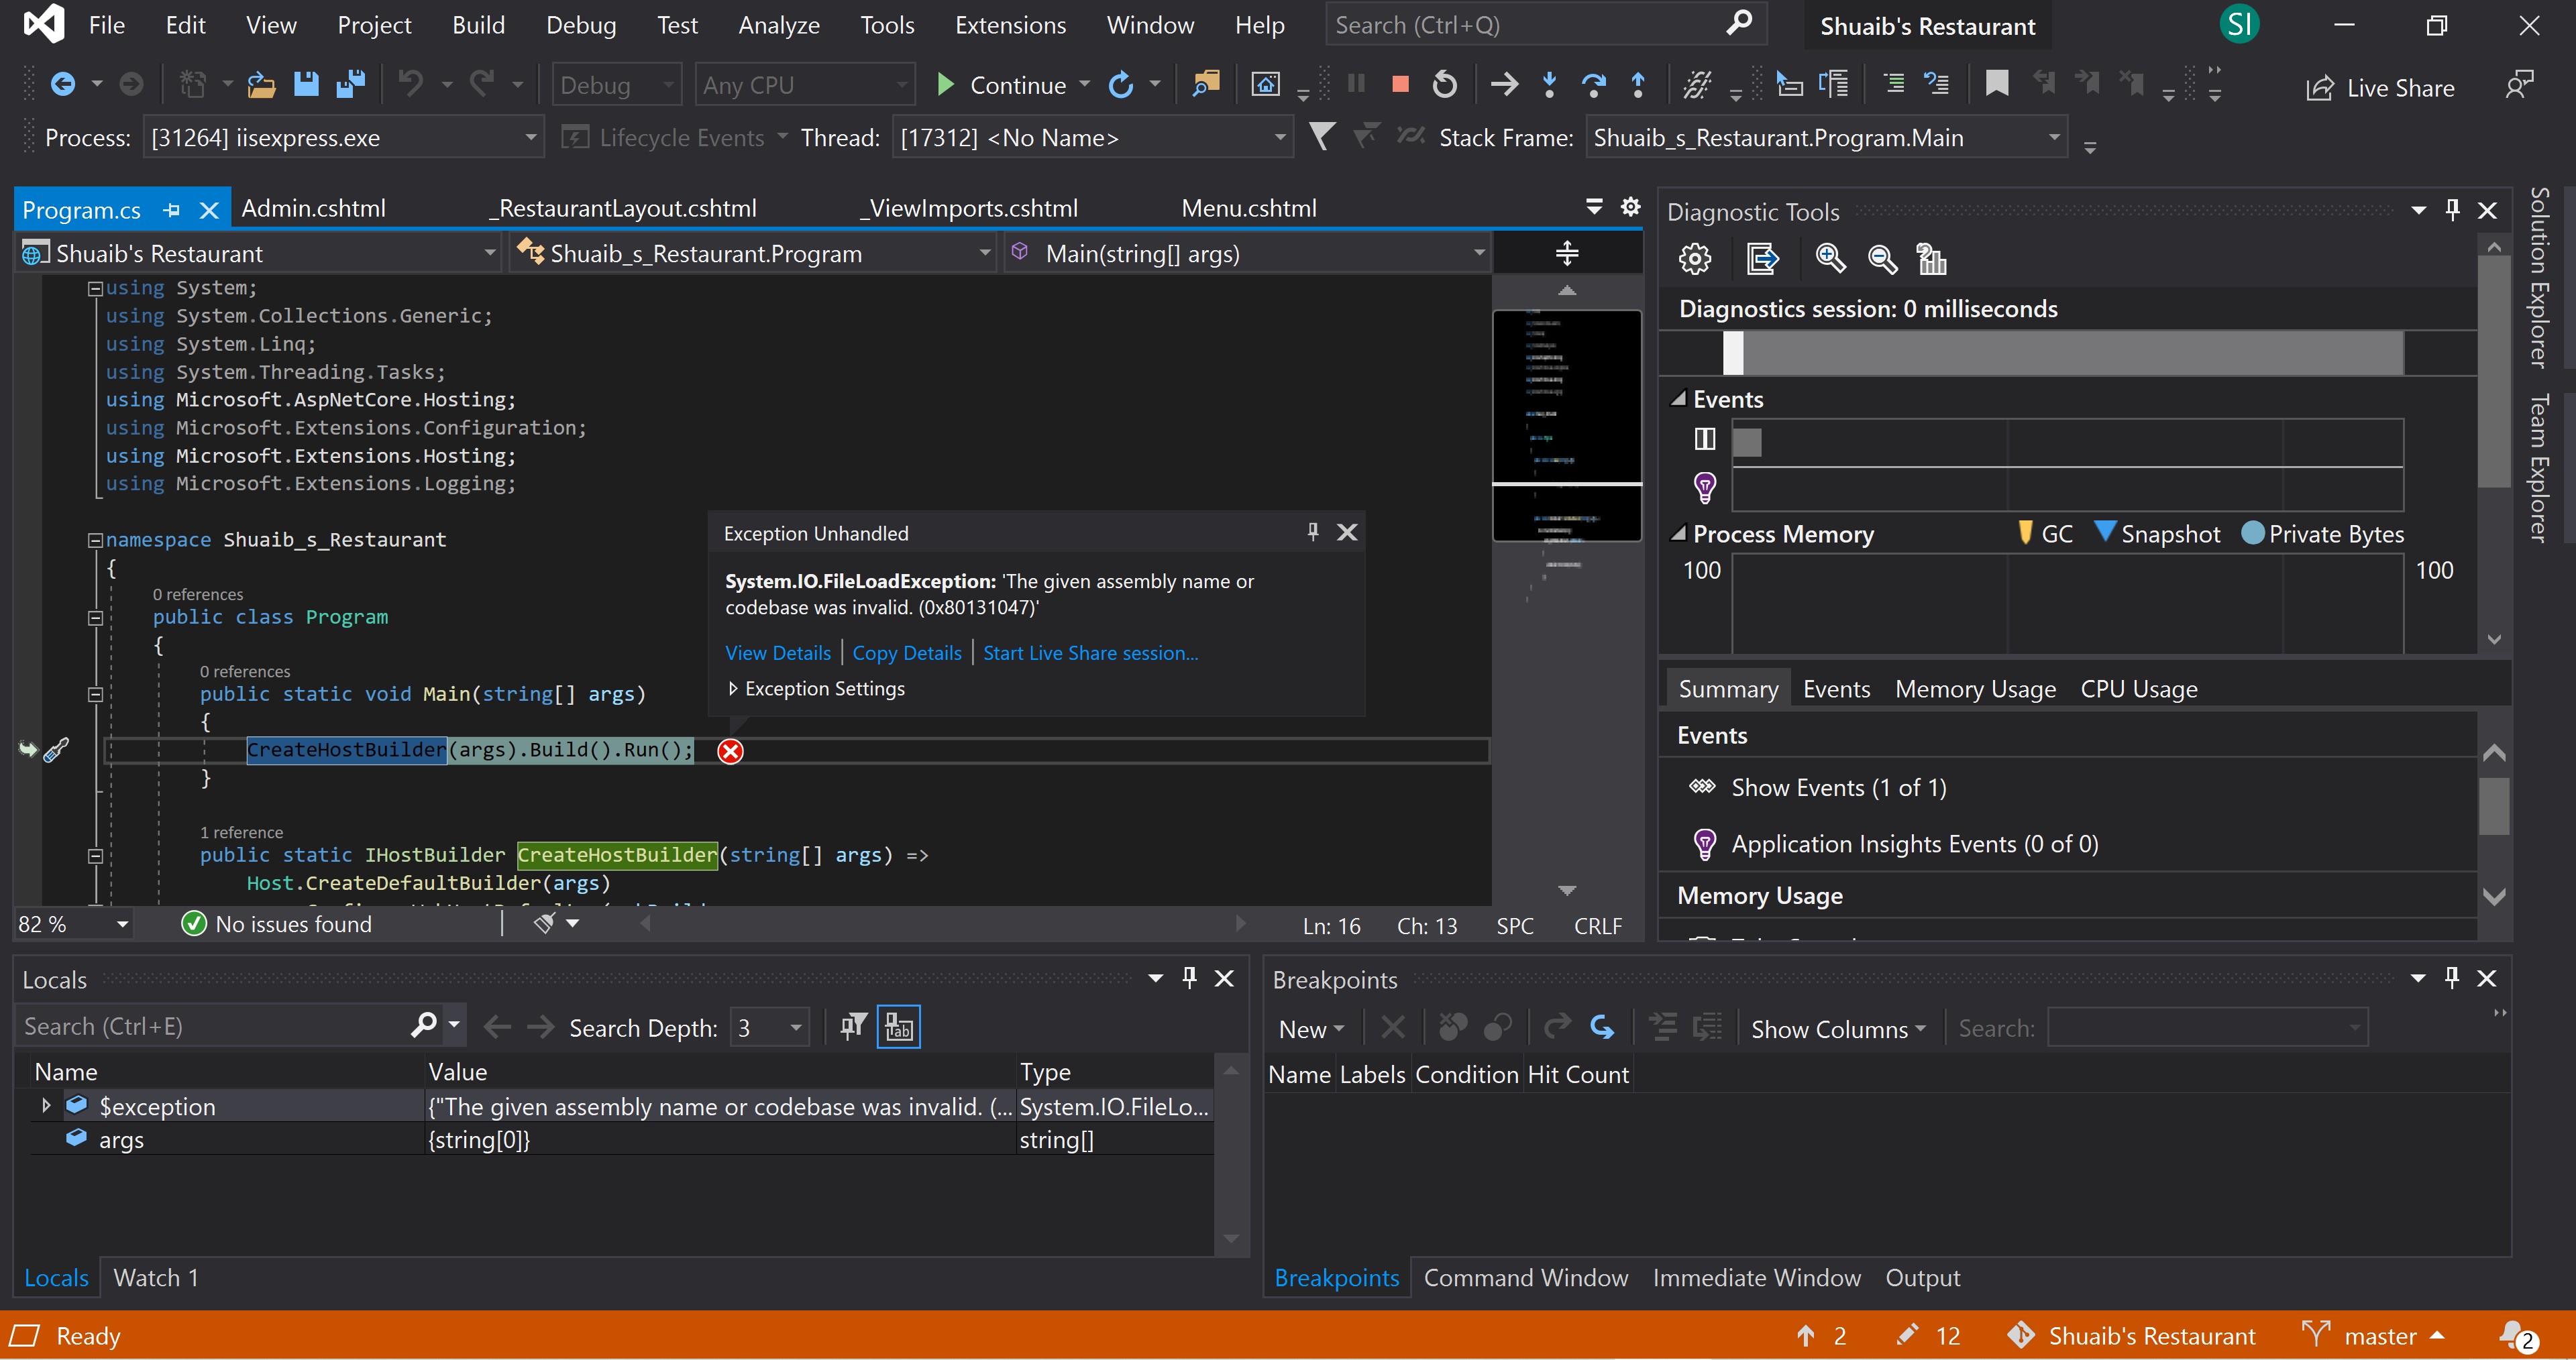 File Edit View Project Build Debug Test Analyze Tools Extensions Window Help Search (Ctrl+Q) Shuaib's Restaurant SI
Debug Any CPU Continue Live Share
Process: [31264] iisexpress.exe Lifecycle Events Thread: [17312] <No Name> Stack Frame: Shuaib_s_Restaurant.Program.Main
Program.cs Admin.cshtml _RestaurantLayout.cshtml _ViewImports.cshtml Menu.cshtml
Shuaib's Restaurant Shuaib_s_Restaurant.Program Main(string[] args)
using System;
using System.Collections.Generic;
using System.Linq;
using System.Threading.Tasks;
using Microsoft.AspNetCore.Hosting;
using Microsoft.Extensions.Configuration;
using Microsoft.Extensions.Hosting;
using Microsoft.Extensions.Logging;
namespace Shuaib_s_Restaurant
{
0 references
public class Program
{
0 references
public static void Main(string[] args)
{
CreateHostBuilder(args).Build().Run();
}
1 reference
public static IHostBuilder CreateHostBuilder(string[] args) =>
Host.CreateDefaultBuilder(args)
Exception Unhandled
System.IO.FileLoadException: 'The given assembly name or
codebase was invalid. (0x80131047)'
View Details Copy Details Start Live Share session...
Exception Settings
82 % No issues found Ln: 16 Ch: 13 SPC CRLF
Diagnostic Tools
Diagnostics session: 0 milliseconds
Events
Process Memory GC Snapshot Private Bytes
100 100
Summary Events Memory Usage CPU Usage
Events
Show Events (1 of 1)
Application Insights Events (0 of 0)
Memory Usage
Solution Explorer
Team Explorer
Locals
Search (Ctrl+E) Search Depth: 3
Name Value Type
$exception {"The given assembly name or codebase was invalid. (... System.IO.FileLo...
args {string[0]} string[]
Locals Watch 1
Breakpoints
New Show Columns Search:
Name Labels Condition Hit Count
Breakpoints Command Window Immediate Window Output
Ready 2 12 Shuaib's Restaurant master 2